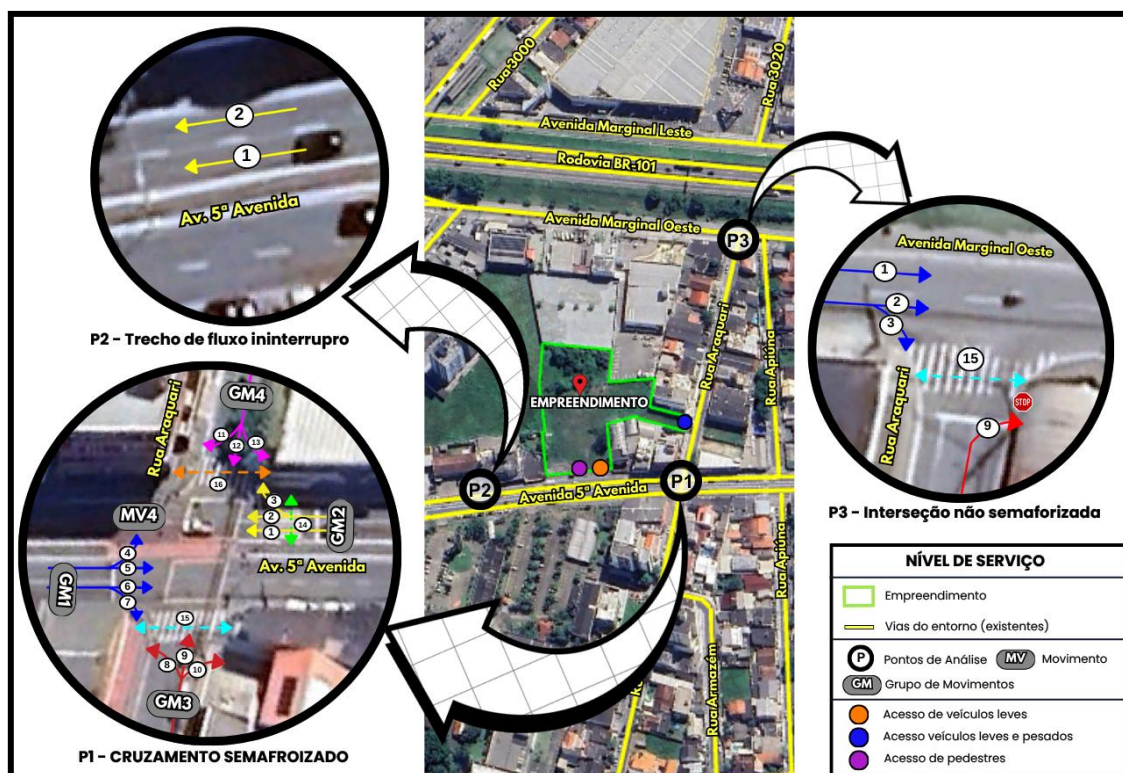 2
1
Av. 5ª Avenida
P2 - Trecho de fluxo ininterrupro
Rua 3000
Rua 3020
Avenida Marginal Leste
Rodovia BR-101
Avenida Marginal Oeste
P3
Rua Araquari
Rua Apiúna
EMPREENDIMENTO
P2
P1
Avenida 5ª Avenida
Rua Apiúna
Rua Armazém
Avenida Marginal Oeste
1
2
3
15
STOP
9
Rua Araquari
P3 - Interseção não semaforizada
Rua Araquari
GM4
11
12
13
16
MV4
3
2
1
14
GM2
Av. 5ª Avenida
4
5
6
7
GM1
15
8
9
10
GM3
P1 - CRUZAMENTO SEMAFROIZADO
NÍVEL DE SERVIÇO
Empreendimento
Vias do entorno (existentes)
P Pontos de Análise MV Movimento
GM Grupo de Movimentos
Acesso de veículos leves
Acesso veículos leves e pesados
Acesso de pedestres